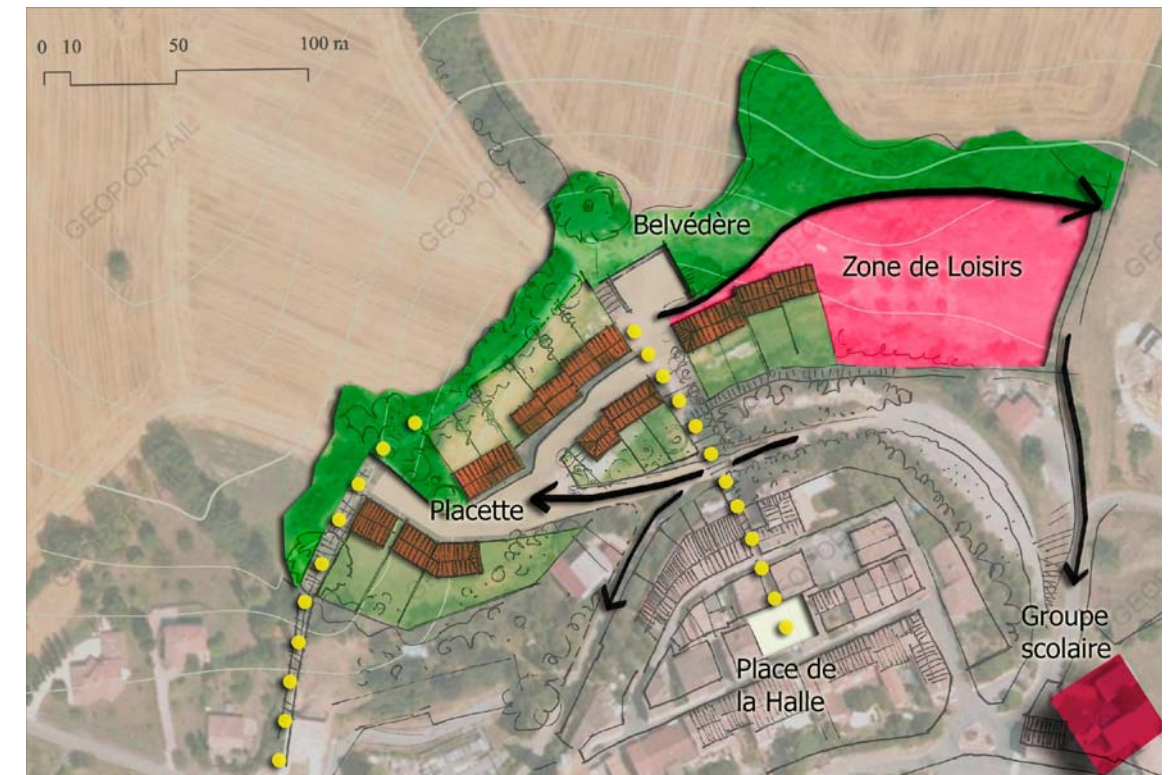 0 10 50 100 m
GEOPORTAIL
GEOPORTAIL
Belvédère
Zone de Loisirs
Placette
Groupe
scolaire
Place de
la Halle